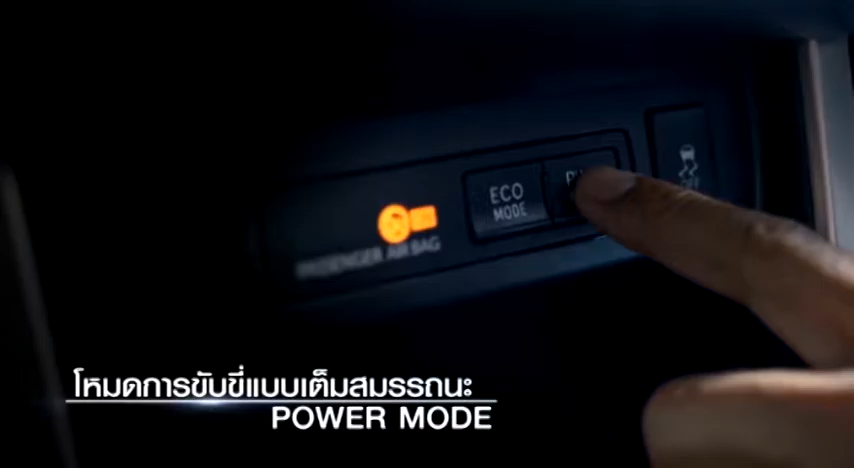 ECO
MODE
OFF
PASSENGER AIR BAG
โหมดการขับขี่แบบเต็มสมรรถนะ
POWER MODE